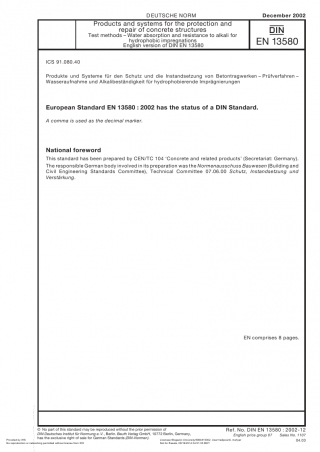 DEUTSCHE NORM
December 2002
Products and systems for the protection and
repair of concrete structures
Test methods – Water absorption and resistance to alkali for
hydrophobic impregnations
English version of DIN EN 13580
DIN
EN 13580
ICS 91.080.40
Produkte und Systeme für den Schutz und die Instandsetzung von Betontragwerken – Prüfverfahren –
Wasseraufnahme und Alkalibeständigkeit für hydrophobierende Imprägnierungen
European Standard EN 13580 : 2002 has the status of a DIN Standard.
A comma is used as the decimal marker.
National foreword
This standard has been prepared by CEN/TC 104 ‘Concrete and related products’ (Secretariat: Germany).
The responsible German body involved in its preparation was the Normenausschuss Bauwesen (Building and
Civil Engineering Standards Committee), Technical Committee 07.06.00 Schutz, Instandsetzung und
Verstärkung.
EN comprises 8 pages.
© No part of this standard may be reproduced without the prior permission of
DIN Deutsches Institut für Normung e. V., Berlin. Beuth Verlag GmbH, 10772 Berlin, Germany,
has the exclusive right of sale for German Standards (DIN-Normen).
Ref. No. DIN EN 13580 : 2002-12
English price group 07 Sales No. 1107